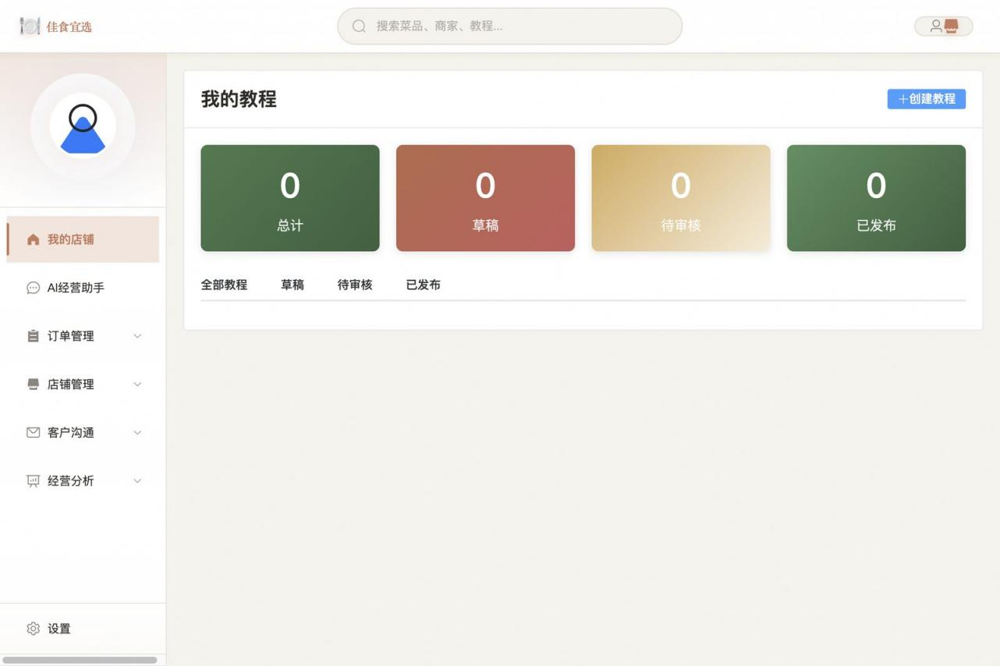 佳食宜选
搜索菜品、商家、教程...
我的店铺
AI经营助手
订单管理
店铺管理
客户沟通
经营分析
设置
我的教程
+创建教程
0
总计
0
草稿
0
待审核
0
已发布
全部教程 草稿 待审核 已发布